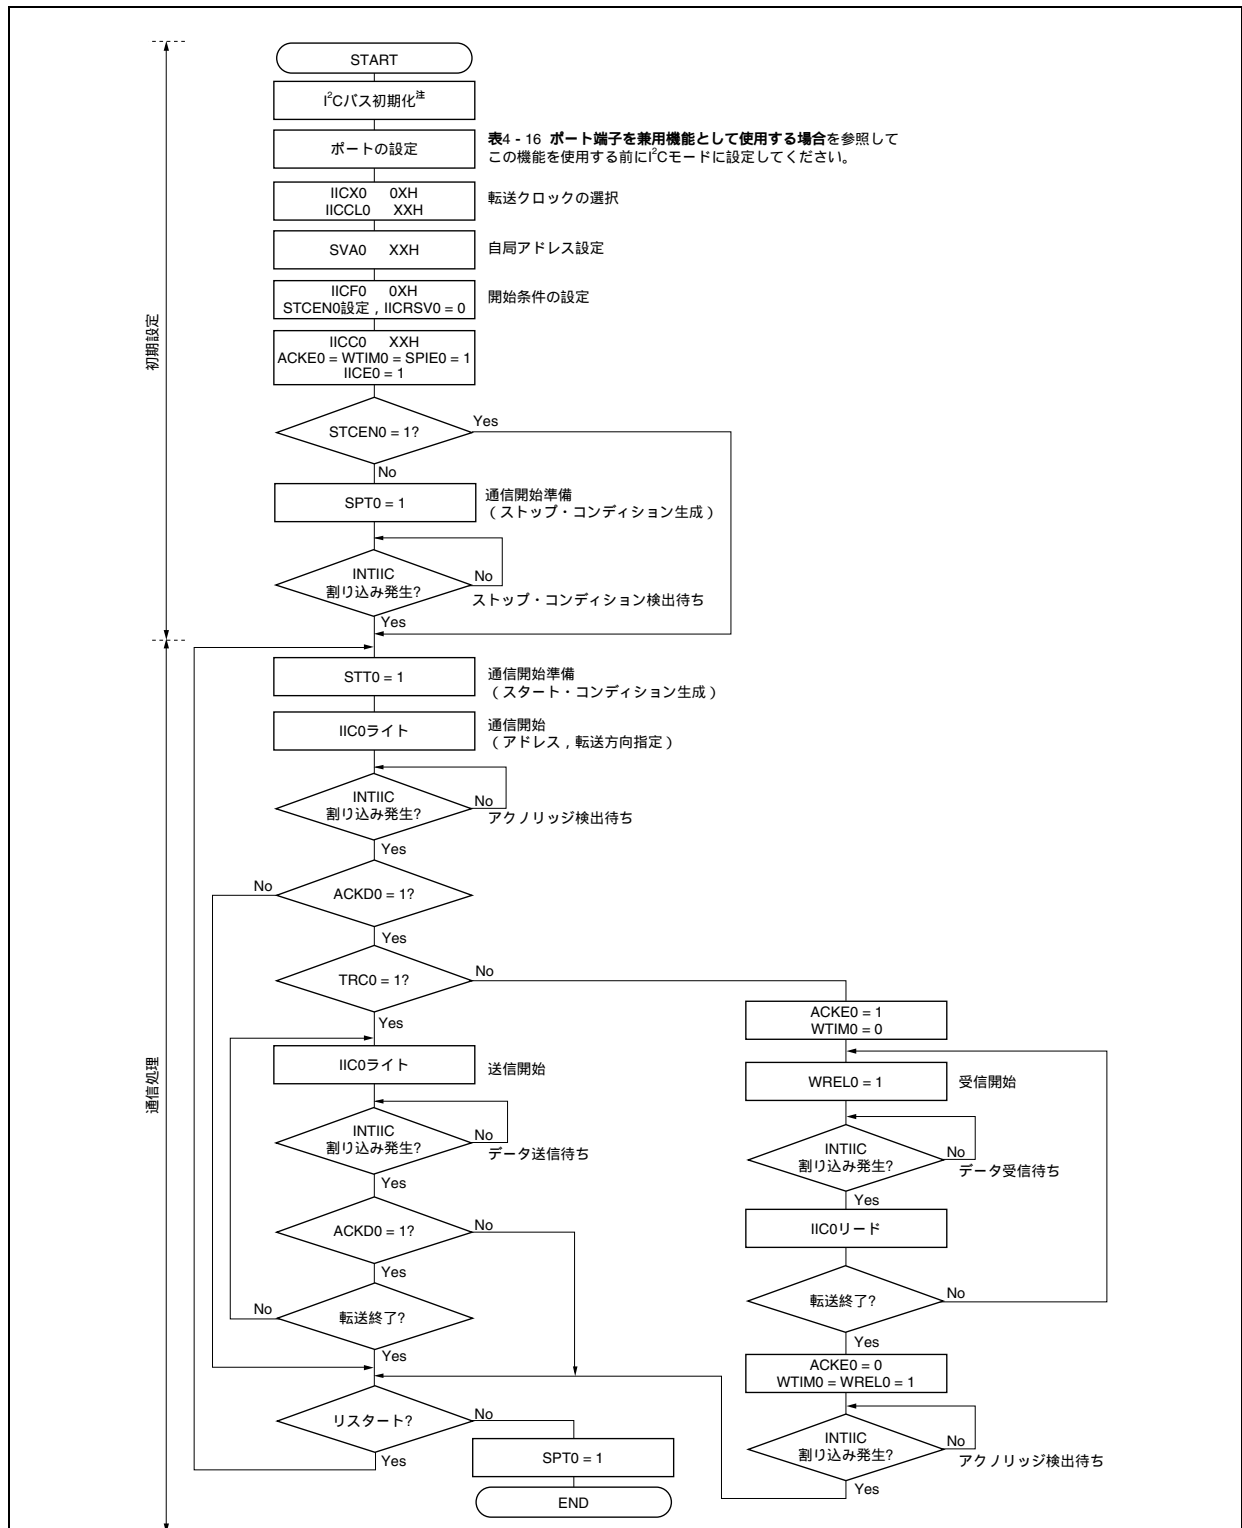 START
I²Cバス初期化注
ポートの設定
表4 - 16 ポート端子を兼用機能として使用する場合を参照して
この機能を使用する前にI²Cモードに設定してください。
IICX0 0XH
IICCL0 XXH
転送クロックの選択
SVA0 XXH
自局アドレス設定
IICF0 0XH
STCEN0設定 , IICRSV0 = 0
開始条件の設定
初期設定
IICC0 XXH
ACKE0 = WTIM0 = SPIE0 = 1
IICE0 = 1
STCEN0 = 1?
Yes
No
SPT0 = 1
通信開始準備
( ストップ・コンディション生成 )
INTIIC
割り込み発生?
No
ストップ・コンディション検出待ち
Yes
STT0 = 1
通信開始準備
( スタート・コンディション生成 )
IIC0ライト
通信開始
( アドレス , 転送方向指定 )
INTIIC
割り込み発生?
No
アクノリッジ検出待ち
Yes
No
ACKD0 = 1?
Yes
TRC0 = 1?
No
Yes
通信処理
IIC0ライト
送信開始
INTIIC
割り込み発生?
No
データ送信待ち
Yes
ACKD0 = 1?
No
Yes
No
転送終了?
Yes
リスタート?
No
Yes
SPT0 = 1
END
ACKE0 = 1
WTIM0 = 0
WREL0 = 1
受信開始
INTIIC
割り込み発生?
No
データ受信待ち
Yes
IIC0リード
転送終了?
No
Yes
ACKE0 = 0
WTIM0 = WREL0 = 1
INTIIC
割り込み発生?
No
アクノリッジ検出待ち
Yes